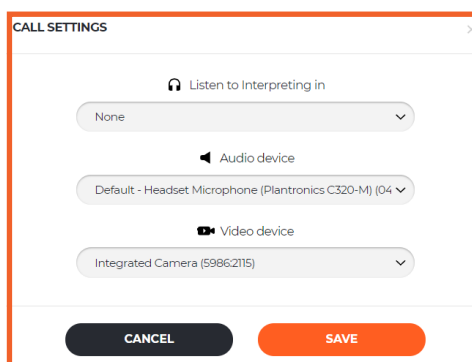 CALL SETTINGS
Listen to Interpreting in
None
Audio device
Default - Headset Microphone (Plantronics C320-M) (04
Video device
Integrated Camera (5986:2115)
CANCEL SAVE